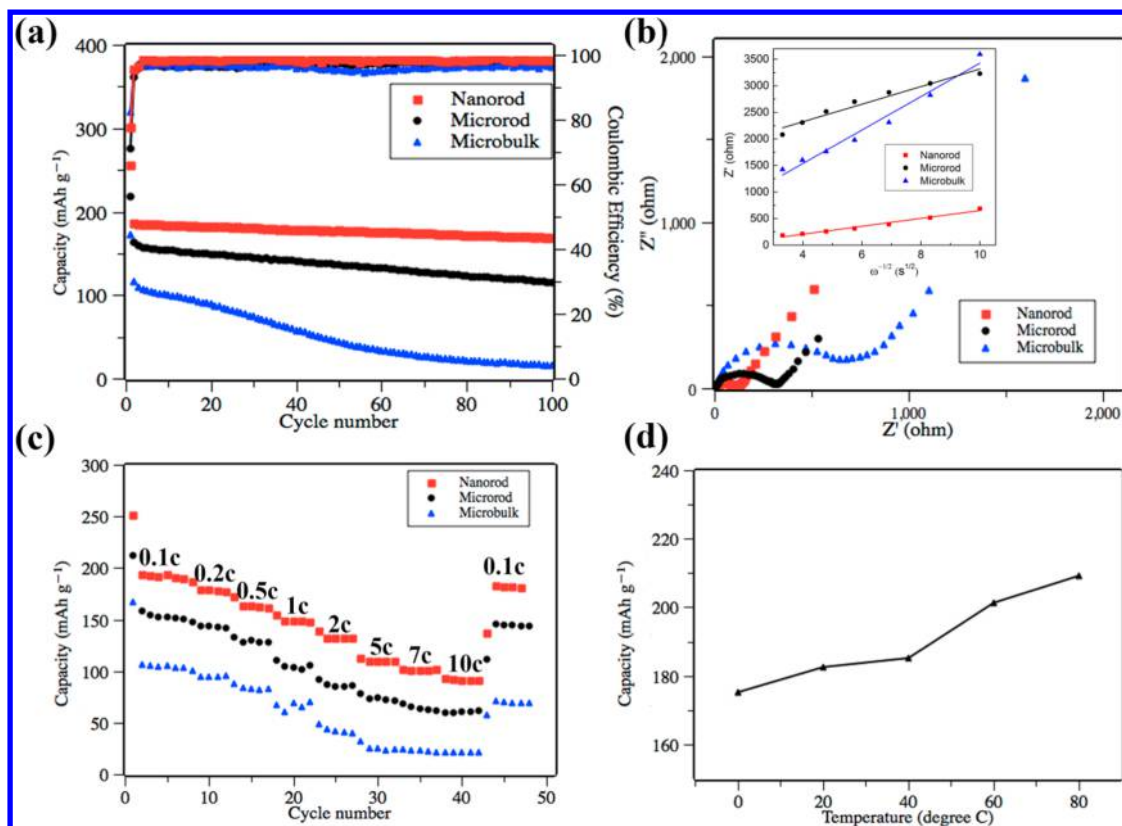 (a)
400
300
200
100
0
0
20
40
60
80
100
100
80
60
40
20
0
Capacity (mAh g⁻¹)
Coulombic Efficiency (%)
Cycle number
Nanorod
Microrod
Microbulk
(b)
2,000
1,000
0
0
1,000
2,000
Z'' (ohm)
Z' (ohm)
3500
3000
2500
2000
1500
1000
500
0
4
6
8
10
Z' (ohm)
ω⁻¹/² (s¹/²)
Nanorod
Microrod
Microbulk
Nanorod
Microrod
Microbulk
(c)
300
250
200
150
100
50
0
0
10
20
30
40
50
Capacity (mAh g⁻¹)
Cycle number
Nanorod
Microrod
Microbulk
0.1c
0.2c
0.5c
1c
2c
5c
7c
10c
0.1c
(d)
240
220
200
180
160
0
20
40
60
80
Capacity (mAh g⁻¹)
Temperature (degree C)